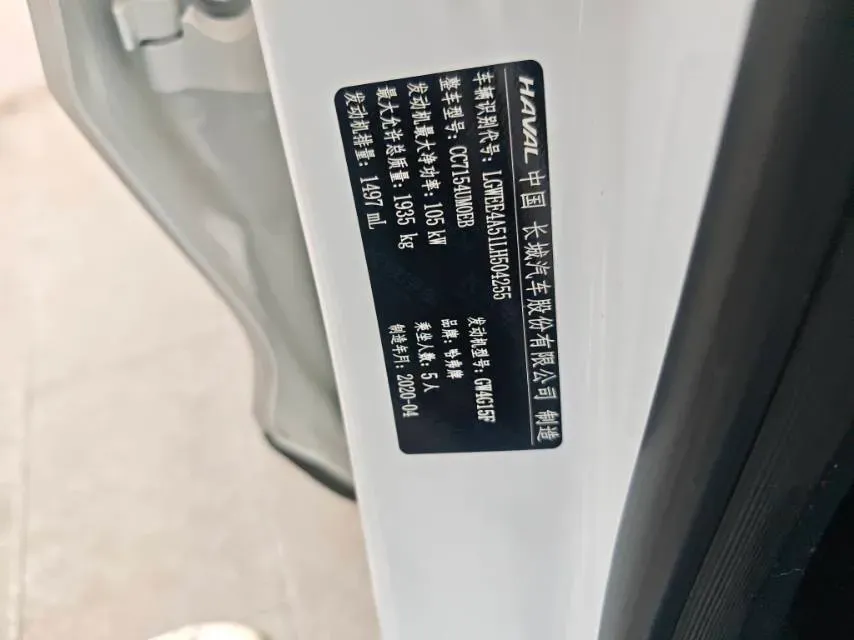 HAVAL 中国 长城汽车股份有限公司 制造
车辆识别代号: LGWEE4A51LH504255
整车型号: CC7154UM0EB 发动机型号: GW4G15F
发动机最大净功率: 105 kW 品牌: 哈弗牌
最大允许总质量: 1935 kg 乘坐人数: 5 人
发动机排量: 1497 mL 制造年月: 2020-04